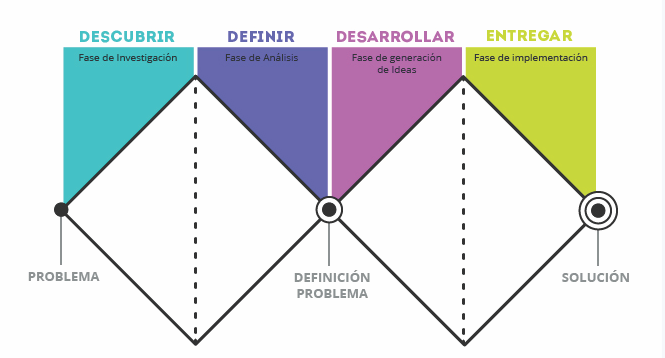 DESCUBRIR
Fase de Investigación
DEFINIR
Fase de Análisis
DESARROLLAR
Fase de generación
de Ideas
ENTREGAR
Fase de implementación
PROBLEMA
DEFINICIÓN
PROBLEMA
SOLUCIÓN